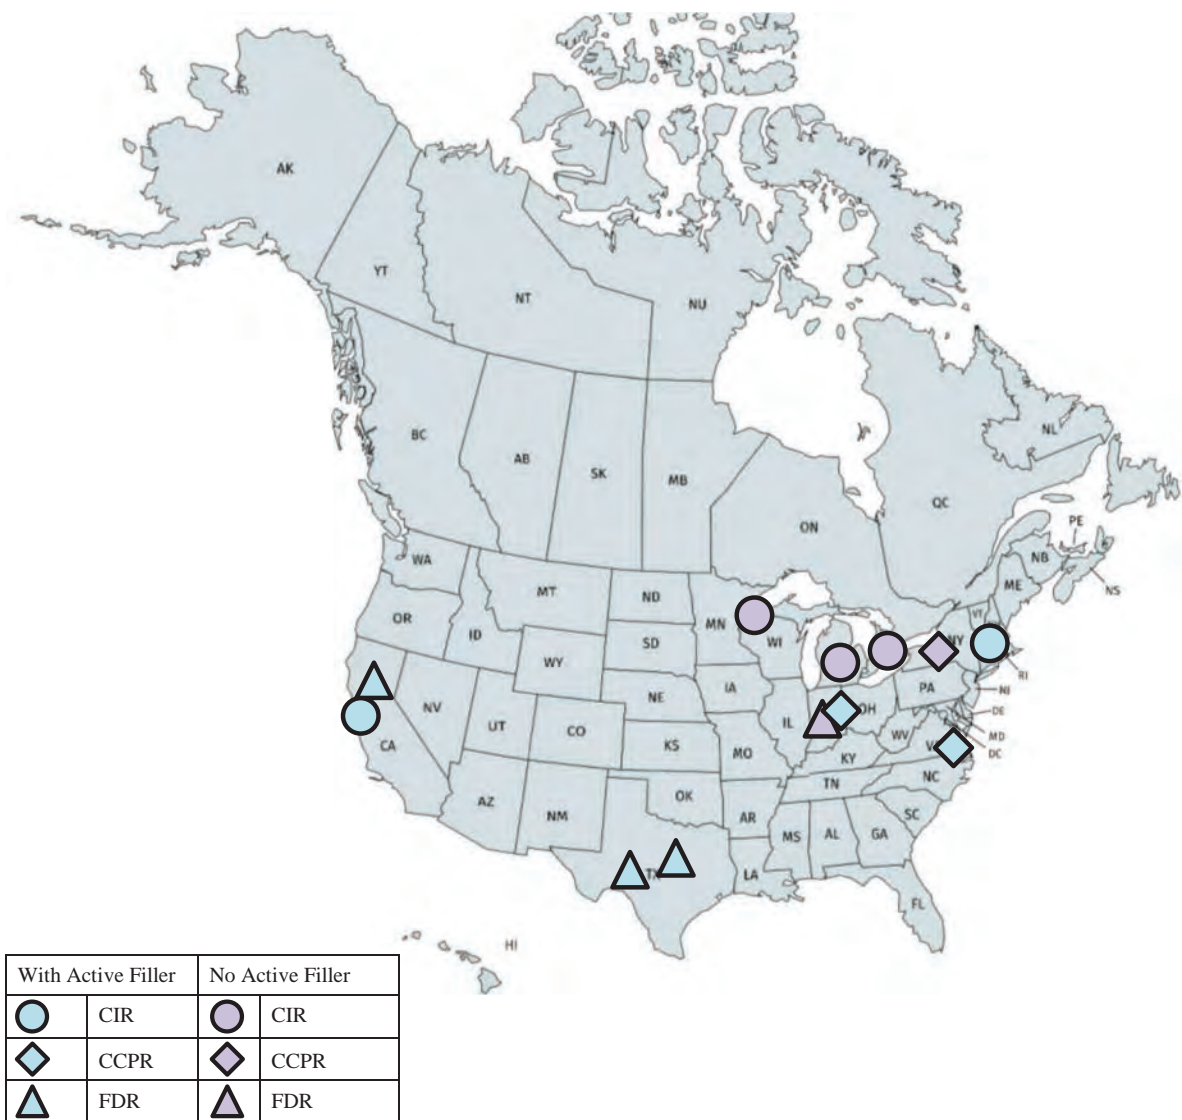 AK
YT
NT
NU
BC
AB
SK
MB
ON
QC
NL
PE
NB
NS
ME
WA
MT
ND
MN
OR
ID
SD
WI
VT
NY
RI
WY
IA
PA
NJ
NE
NV
UT
CO
IL
OH
DE
MD
DC
WV
V
CA
KS
MO
KY
AZ
NM
OK
TN
NC
AR
SC
MS
AL
GA
TX
LA
FL
HI
With Active Filler No Active Filler
CIR CIR
CCPR CCPR
FDR FDR